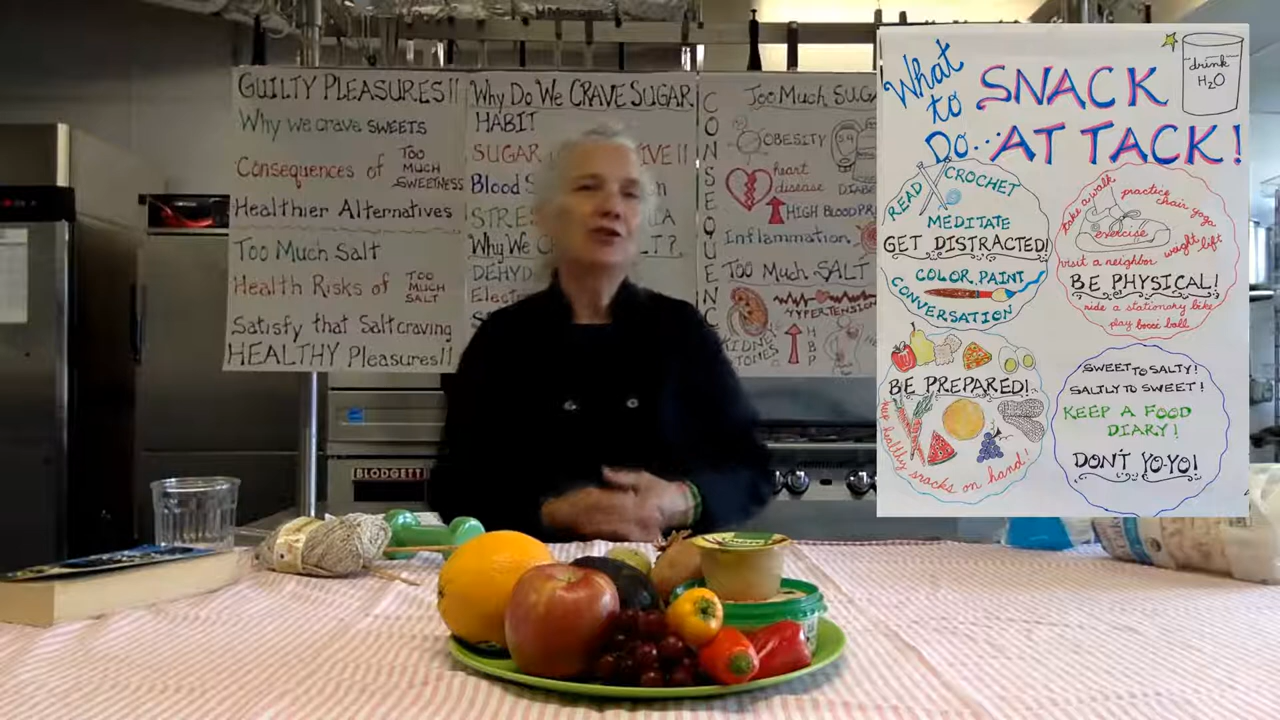 GUILTY PLEASURES!!
Why we crave SWEETS
Consequences of TOO MUCH SWEETNESS
Healthier Alternatives
Too Much Salt
Health Risks of TOO MUCH SALT
Satisfy that Salt craving
HEALTHY Pleasures!!
Why Do We CRAVE SUGAR
HABIT
SUGAR
Blood
Why We
CONSEQUENC
Too Much SUG
OBESITY
heart disease
DIABE
HIGH BLOOD PR
Inflammation
Too Much SALT
HYPERTENSION
KIDNEY STONES
HBP
BLODGETT
What to Do..
SNACK
AT TACK!
drink
H2O
READ
CROCHET
MEDITATE
GET DISTRACTED!
COLOR, PAINT
CONVERSATION
take a walk
practice chair yoga
exercise
weight lift
visit a neighbor
BE PHYSICAL!
ride a stationary bike
play bocci ball
BE PREPARED!
keep healthy snacks on hand!
SWEET TO SALTY!
SALTLY TO SWEET!
KEEP A FOOD
DIARY!
DON'T YO-YO!